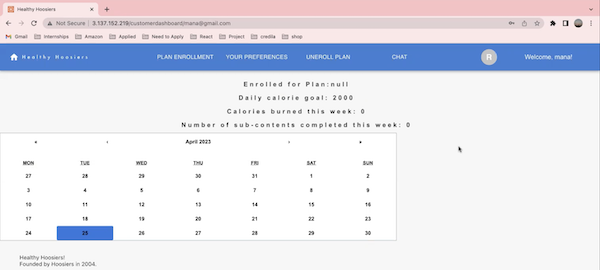 Healthy Hoosiers
Not Secure | 3.137.152.219/customerdashboard/mana@gmail.com
Gmail Internships Amazon Applied Need to Apply React Project credits shop
Healthy Hoosiers PLAN ENROLLMENT YOUR PREFERENCES UNEROLL PLAN CHAT R Welcome, mana!
Enrolled for Plan:null
Daily calorie goal: 2000
Calories burned this week: 0
Number of sub-contents completed this week: 0
« ‹ April 2023 › »
MON TUE WED THU FRI SAT SUN
27 28 29 30 31 1 2
3 4 5 6 7 8 9
10 11 12 13 14 15 16
17 18 19 20 21 22 23
24 25 26 27 28 29 30
Healthy Hoosiers!
Founded by Hoosiers in 2004.